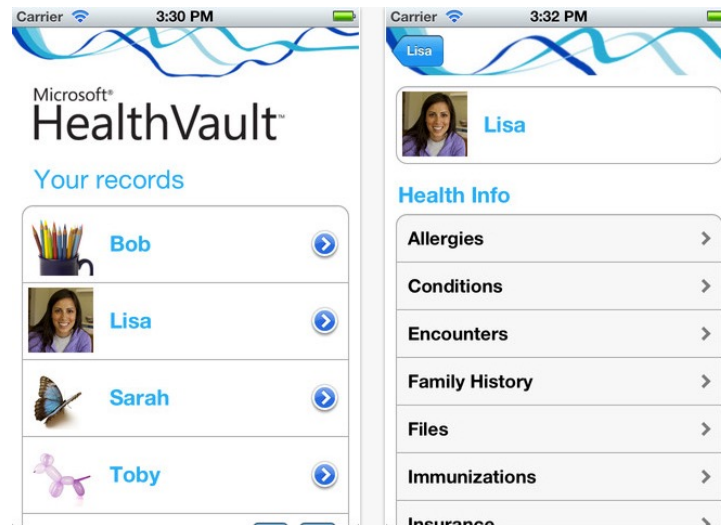 Carrier 3:30 PM
Microsoft®
HealthVault™
Your records
Bob
Lisa
Sarah
Toby
Carrier 3:32 PM
Lisa
Lisa
Health Info
Allergies
Conditions
Encounters
Family History
Files
Immunizations
Insurance